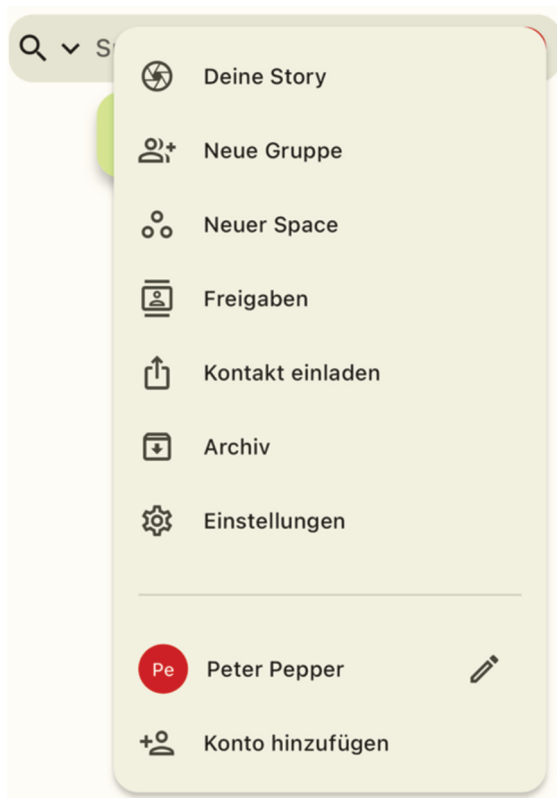 Deine Story
Neue Gruppe
Neuer Space
Freigaben
Kontakt einladen
Archiv
Einstellungen
Pe Peter Pepper
Konto hinzufügen